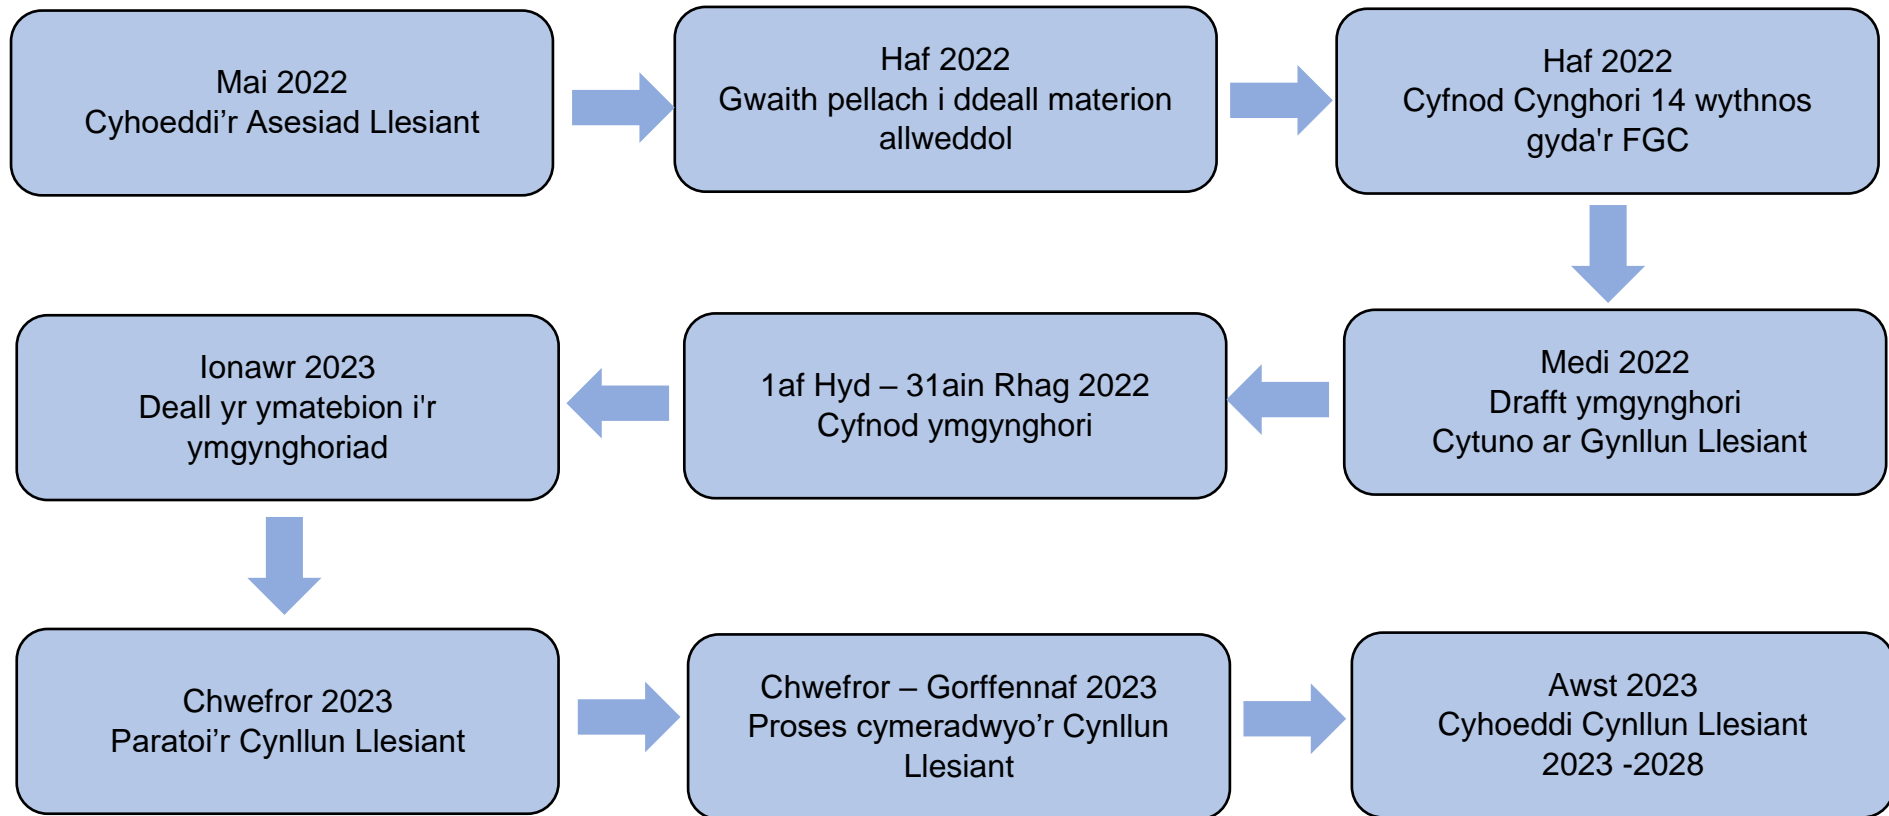 Mai 2022
Cyhoeddi’r Asesiad Llesiant
Haf 2022
Gwaith pellach i ddeall materion
allweddol
Haf 2022
Cyfnod Cynghori 14 wythnos
gyda'r FGC
Medi 2022
Drafft ymgynghori
Cytuno ar Gynllun Llesiant
1af Hyd – 31ain Rhag 2022
Cyfnod ymgynghori
Ionawr 2023
Deall yr ymatebion i'r
ymgynghoriad
Chwefror 2023
Paratoi’r Cynllun Llesiant
Chwefror – Gorffennaf 2023
Proses cymeradwyo’r Cynllun
Llesiant
Awst 2023
Cyhoeddi Cynllun Llesiant
2023 -2028